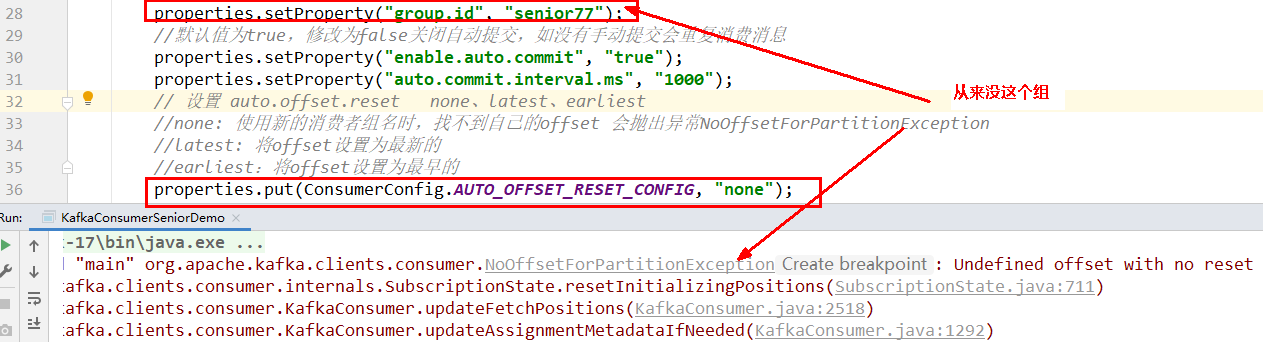 28 properties.setProperty("group.id", "senior77");
29 //默认值为true，修改为false关闭自动提交，如没有手动提交会重复消费消息
30 properties.setProperty("enable.auto.commit", "true");
31 properties.setProperty("auto.commit.interval.ms", "1000");
32 // 设置 auto.offset.reset none、latest、earliest
从来没这个组
33 //none: 使用新的消费者组名时，找不到自己的offset 会抛出异常NoOffsetForPartitionException
34 //latest: 将offset设置为最新的
35 //earliest：将offset设置为最早的
36 properties.put(ConsumerConfig.AUTO_OFFSET_RESET_CONFIG, "none");
Run: KafkaConsumerSeniorDemo ×
-17\bin\java.exe ...
"main" org.apache.kafka.clients.consumer.NoOffsetForPartitionException Create breakpoint : Undefined offset with no reset
kafka.clients.consumer.internals.SubscriptionState.resetInitializingPositions(SubscriptionState.java:711)
kafka.clients.consumer.KafkaConsumer.updateFetchPositions(KafkaConsumer.java:2518)
kafka.clients.consumer.KafkaConsumer.updateAssignmentMetadataIfNeeded(KafkaConsumer.java:1292)